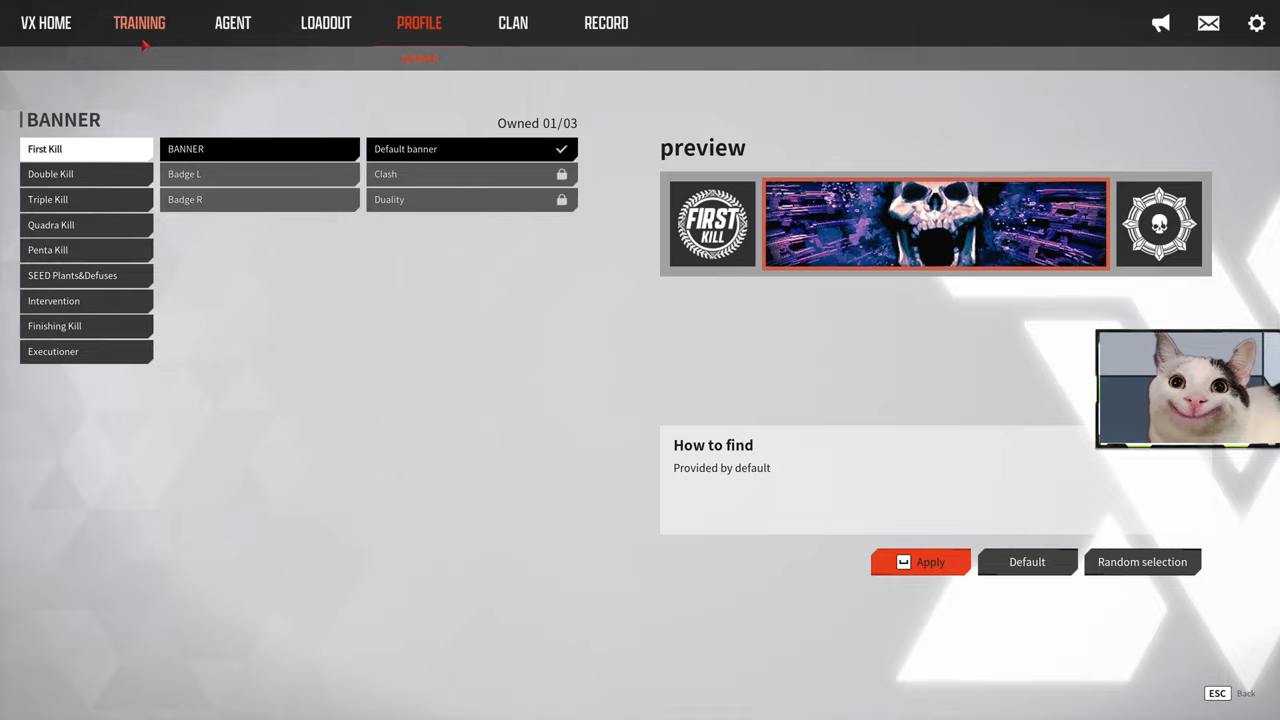 VX HOME
TRAINING
AGENT
LOADOUT
PROFILE
CLAN
RECORD
BANNER
BANNER
Owned 01/03
First Kill
Double Kill
Triple Kill
Quadra Kill
Penta Kill
SEED Plants&Defuses
Intervention
Finishing Kill
Executioner
BANNER
Badge L
Badge R
Default banner
Clash
Duality
preview
FIRST
KILL
How to find
Provided by default
Apply
Default
Random selection
ESC Back